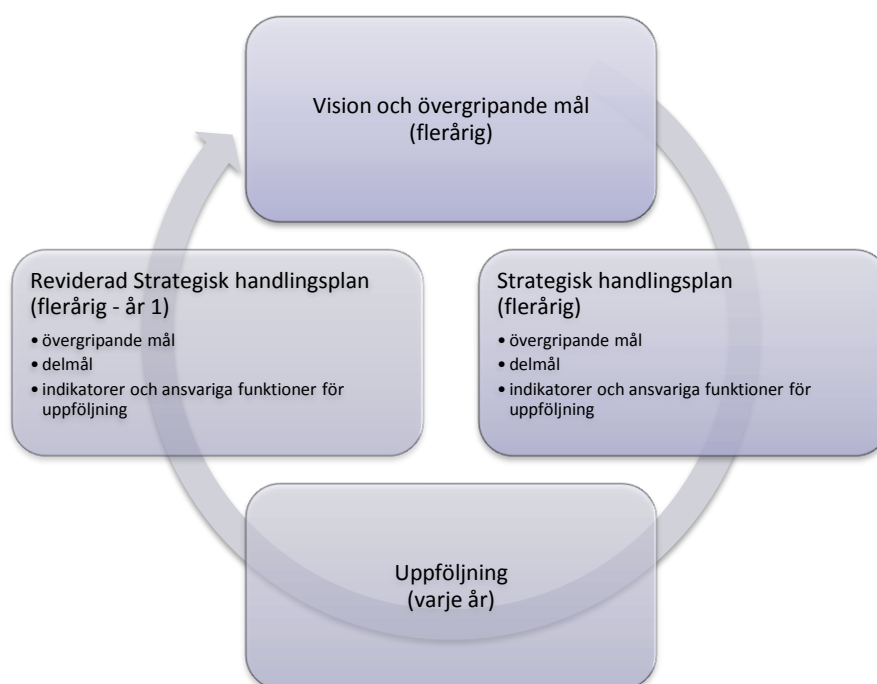 Vision och övergripande mål
(flerårig)
Strategisk handlingsplan
(flerårig)
• övergripande mål
• delmål
• indikatorer och ansvariga funktioner för
uppföljning
Uppföljning
(varje år)
Reviderad Strategisk handlingsplan
(flerårig - år 1)
• övergripande mål
• delmål
• indikatorer och ansvariga funktioner för
uppföljning